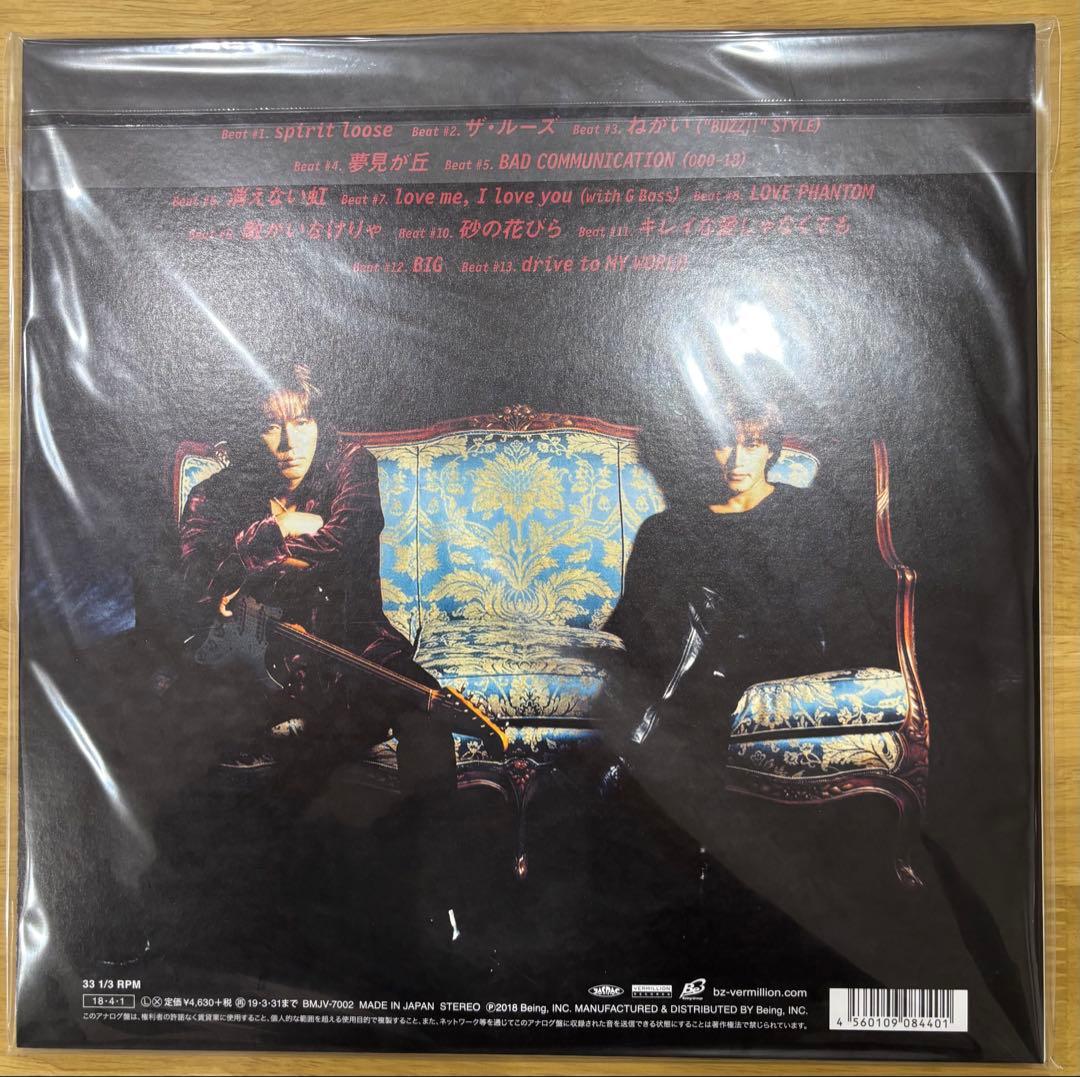 Beat #1. spirit loose Beat #2. ザ・ルーズ Beat #3. ねがい ("BUZZ!!" STYLE)
Beat #4. 夢見が丘 Beat #5. BAD COMMUNICATION (000-18)
Beat #6. 消えない虹 Beat #7. love me, I love you (with G Bass) Beat #8. LOVE PHANTOM
Beat #9. 敵がいなけりゃ Beat #10. 砂の花びら Beat #11. キレイな愛じゃなくても
Beat #12. BIG Beat #13. drive to MY WORLD
33 1/3 RPM
18・4・1 Ⓛ Ⓧ 定価¥4,630+税 再 19・3・31まで BMJV-7002 MADE IN JAPAN STEREO Ⓟ2018 Being, INC. MANUFACTURED & DISTRIBUTED BY Being, INC.
VERMILLION RECORDS Being Group bz-vermillion.com
このアナログ盤は、権利者の許諾なく賃貸業に使用すること、個人的な範囲を超える使用目的で複製すること、また、ネットワーク等を通じてこのアナログ盤に収録された音を送信できる状態にすることは著作権法で禁じられています。
4 560109 084401